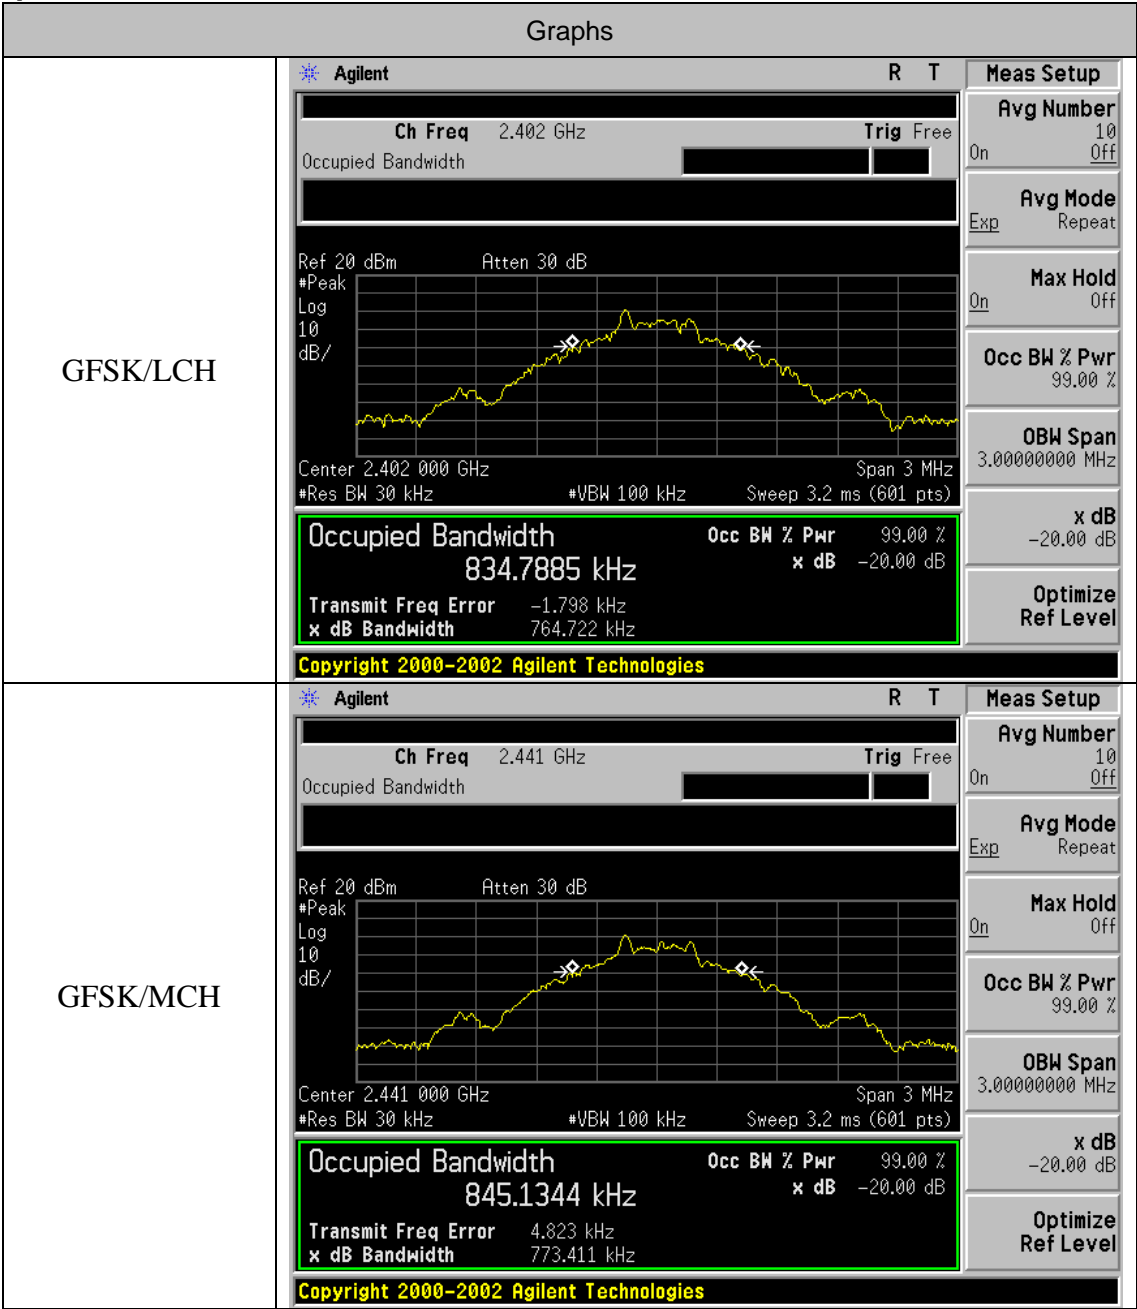 Graphs
GFSK/LCH
Agilent R T
Ch Freq 2.402 GHz Trig Free
Occupied Bandwidth
Ref 20 dBm Atten 30 dB
#Peak
Log
10
dB/
Center 2.402 000 GHz Span 3 MHz
#Res BW 30 kHz #VBW 100 kHz Sweep 3.2 ms (601 pts)
Occupied Bandwidth Occ BW % Pwr 99.00 %
834.7885 kHz x dB -20.00 dB
Transmit Freq Error -1.798 kHz
x dB Bandwidth 764.722 kHz
Copyright 2000-2002 Agilent Technologies
Meas Setup
Avg Number
10
On Off
Avg Mode
Exp Repeat
Max Hold
On Off
Occ BW % Pwr
99.00 %
OBW Span
3.00000000 MHz
x dB
-20.00 dB
Optimize
Ref Level
GFSK/MCH
Agilent R T
Ch Freq 2.441 GHz Trig Free
Occupied Bandwidth
Ref 20 dBm Atten 30 dB
#Peak
Log
10
dB/
Center 2.441 000 GHz Span 3 MHz
#Res BW 30 kHz #VBW 100 kHz Sweep 3.2 ms (601 pts)
Occupied Bandwidth Occ BW % Pwr 99.00 %
845.1344 kHz x dB -20.00 dB
Transmit Freq Error 4.823 kHz
x dB Bandwidth 773.411 kHz
Copyright 2000-2002 Agilent Technologies
Meas Setup
Avg Number
10
On Off
Avg Mode
Exp Repeat
Max Hold
On Off
Occ BW % Pwr
99.00 %
OBW Span
3.00000000 MHz
x dB
-20.00 dB
Optimize
Ref Level